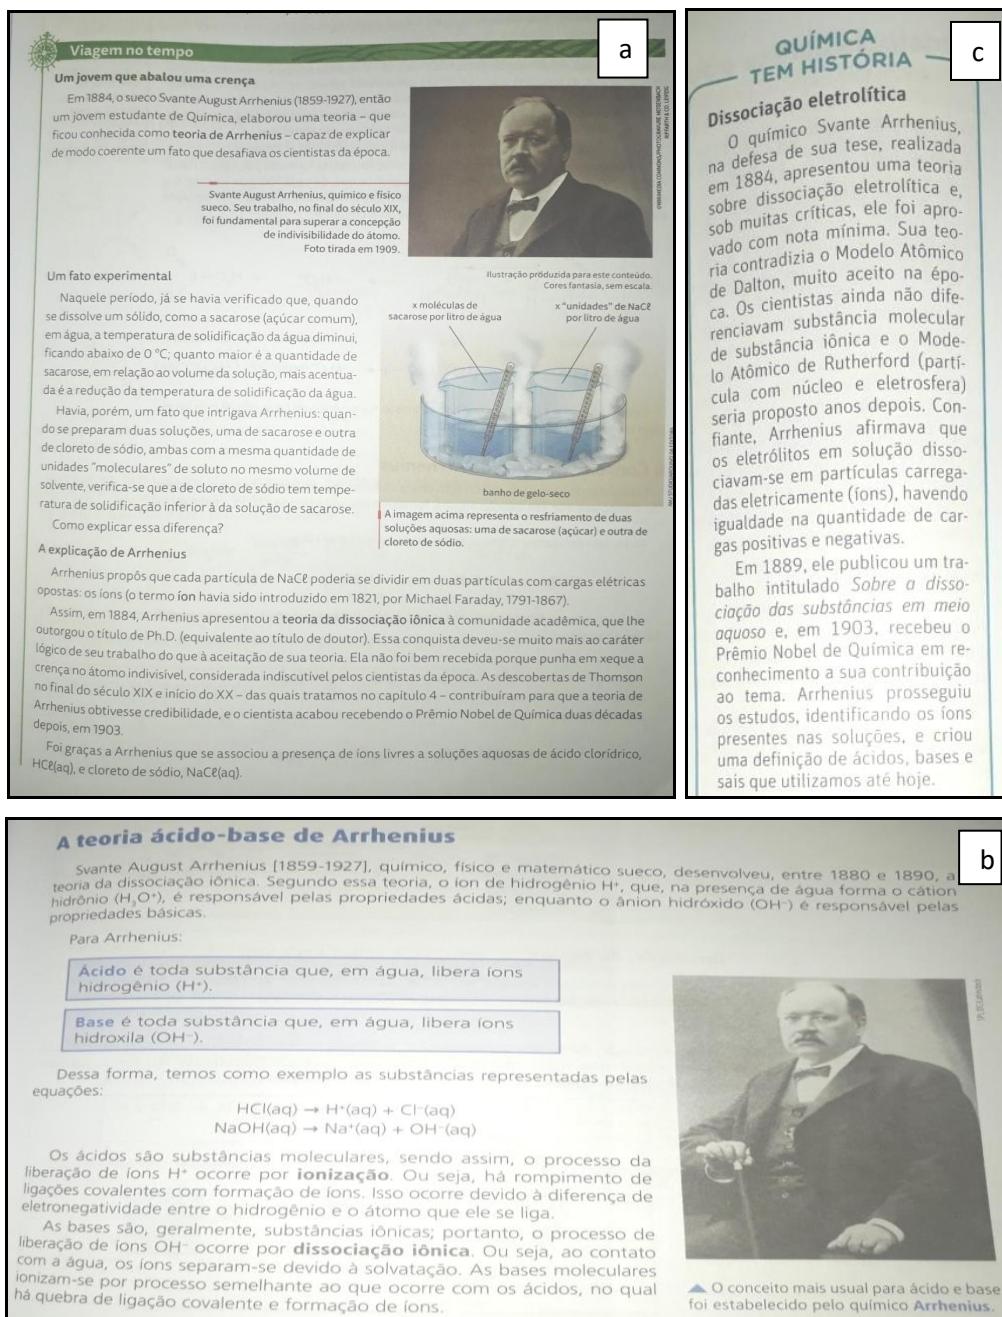 a
Viagem no tempo
Um jovem que abalou uma crença
Em 1884, o sueco Svante August Arrhenius (1859-1927), então
um jovem estudante de Química, elaborou uma teoria – que
ficou conhecida como teoria de Arrhenius – capaz de explicar
de modo coerente um fato que desafiava os cientistas da época.
Svante August Arrhenius, químico e físico
sueco. Seu trabalho, no final do século XIX,
foi fundamental para superar a concepção
de indivisibilidade do átomo.
Foto tirada em 1909.
Um fato experimental
Naquele período, já se havia verificado que, quando
se dissolve um sólido, como a sacarose (açúcar comum),
em água, a temperatura de solidificação da água diminui,
ficando abaixo de 0 °C; quanto maior é a quantidade de
sacarose, em relação ao volume da solução, mais acentua-
da é a redução da temperatura de solidificação da água.
Havia, porém, um fato que intrigava Arrhenius: quan-
do se preparam duas soluções, uma de sacarose e outra
de cloreto de sódio, ambas com a mesma quantidade de
unidades "moleculares" de soluto no mesmo volume de
solvente, verifica-se que a de cloreto de sódio tem tempe-
ratura de solidificação inferior à da solução de sacarose.
Como explicar essa diferença?
Ilustração produzida para este conteúdo.
Cores fantasia, sem escala.
x moléculas de
sacarose por litro de água
x "unidades" de NaCℓ
por litro de água
banho de gelo-seco
A imagem acima representa o resfriamento de duas
soluções aquosas: uma de sacarose (açúcar) e outra de
cloreto de sódio.
A explicação de Arrhenius
Arrhenius propôs que cada partícula de NaCℓ poderia se dividir em duas partículas com cargas elétricas
opostas: os íons (o termo íon havia sido introduzido em 1821, por Michael Faraday, 1791-1867).
Assim, em 1884, Arrhenius apresentou a teoria da dissociação iônica à comunidade acadêmica, que lhe
outorgou o título de Ph.D. (equivalente ao título de doutor). Essa conquista deveu-se muito mais ao caráter
lógico de seu trabalho do que à aceitação de sua teoria. Ela não foi bem recebida porque punha em xeque a
crença no átomo indivisível, considerada indiscutível pelos cientistas da época. As descobertas de Thomson
no final do século XIX e início do XX – das quais tratamos no capítulo 4 – contribuíram para que a teoria de
Arrhenius obtivesse credibilidade, e o cientista acabou recebendo o Prêmio Nobel de Química duas décadas
depois, em 1903.
Foi graças a Arrhenius que se associou a presença de íons livres a soluções aquosas de ácido clorídrico,
HCℓ(aq), e cloreto de sódio, NaCℓ(aq).
c
QUÍMICA
TEM HISTÓRIA
Dissociação eletrolítica
O químico Svante Arrhenius,
na defesa de sua tese, realizada
em 1884, apresentou uma teoria
sobre dissociação eletrolítica e,
sob muitas críticas, ele foi apro-
vado com nota mínima. Sua teo-
ria contradizia o Modelo Atômico
de Dalton, muito aceito na épo-
ca. Os cientistas ainda não dife-
renciavam substância molecular
de substância iônica e o Mode-
lo Atômico de Rutherford (partí-
cula com núcleo e eletrosfera)
seria proposto anos depois. Con-
fiante, Arrhenius afirmava que
os eletrólitos em solução disso-
ciavam-se em partículas carrega-
das eletricamente (íons), havendo
igualdade na quantidade de car-
gas positivas e negativas.
Em 1889, ele publicou um tra-
balho intitulado Sobre a disso-
ciação das substâncias em meio
aquoso e, em 1903, recebeu o
Prêmio Nobel de Química em re-
conhecimento a sua contribuição
ao tema. Arrhenius prosseguiu
os estudos, identificando os íons
presentes nas soluções, e criou
uma definição de ácidos, bases e
sais que utilizamos até hoje.
b
A teoria ácido-base de Arrhenius
Svante August Arrhenius [1859-1927], químico, físico e matemático sueco, desenvolveu, entre 1880 e 1890, a
teoria da dissociação iônica. Segundo essa teoria, o íon de hidrogênio H⁺, que, na presença de água forma o cátion
hidrônio (H₃O⁺), é responsável pelas propriedades ácidas; enquanto o ânion hidróxido (OH⁻) é responsável pelas
propriedades básicas.
Para Arrhenius:
Ácido é toda substância que, em água, libera íons
hidrogênio (H⁺).
Base é toda substância que, em água, libera íons
hidroxila (OH⁻).
Dessa forma, temos como exemplo as substâncias representadas pelas
equações:
HCl(aq) → H⁺(aq) + Cl⁻(aq)
NaOH(aq) → Na⁺(aq) + OH⁻(aq)
Os ácidos são substâncias moleculares, sendo assim, o processo da
liberação de íons H⁺ ocorre por ionização. Ou seja, há rompimento de
ligações covalentes com formação de íons. Isso ocorre devido à diferença de
eletronegatividade entre o hidrogênio e o átomo que ele se liga.
As bases são, geralmente, substâncias iônicas; portanto, o processo de
liberação de íons OH⁻ ocorre por dissociação iônica. Ou seja, ao contato
com a água, os íons separam-se devido à solvatação. As bases moleculares
ionizam-se por processo semelhante ao que ocorre com os ácidos, no qual
há quebra de ligação covalente e formação de íons.
O conceito mais usual para ácido e base
foi estabelecido pelo químico Arrhenius.